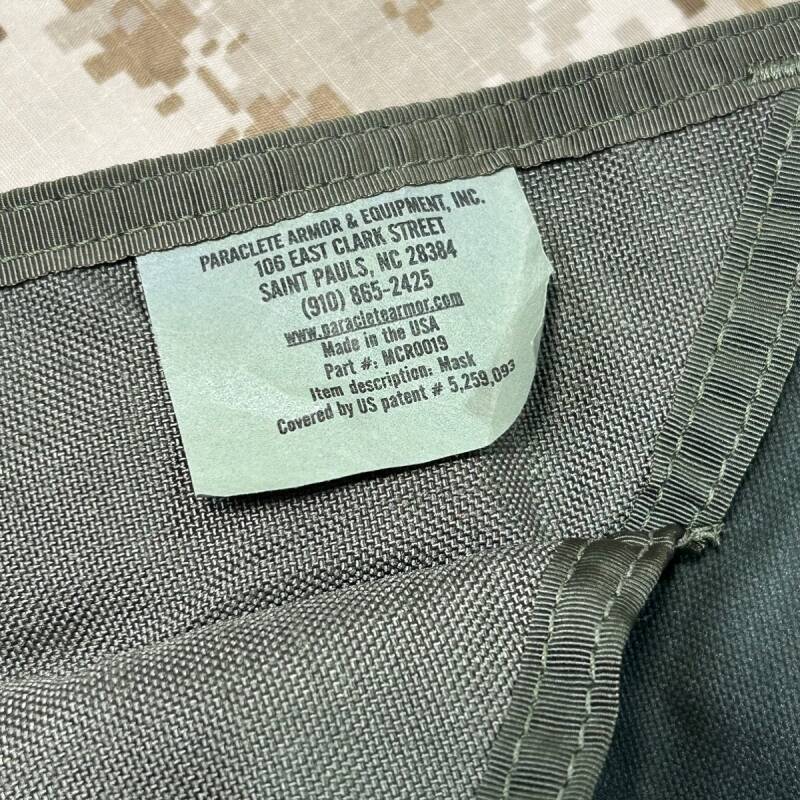 PARACLETE ARMOR & EQUIPMENT, INC.
106 EAST CLARK STREET
SAINT PAULS, NC 28384
(910) 865-2425
www.paracletearmor.com
Made in the USA
Part #: MCR0019
Item description: Mask
Covered by US patent # 5,259,093